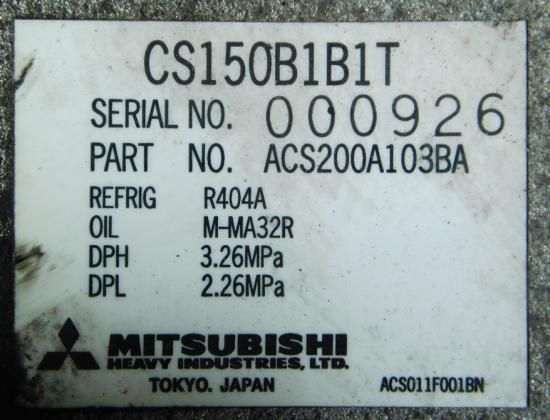 CS150B1B1T
SERIAL NO. 000926
PART NO. ACS200A103BA
REFRIG R404A
OIL M-MA32R
DPH 3.26MPa
DPL 2.26MPa
MITSUBISHI
HEAVY INDUSTRIES, LTD.
TOKYO. JAPAN ACS011F001BN